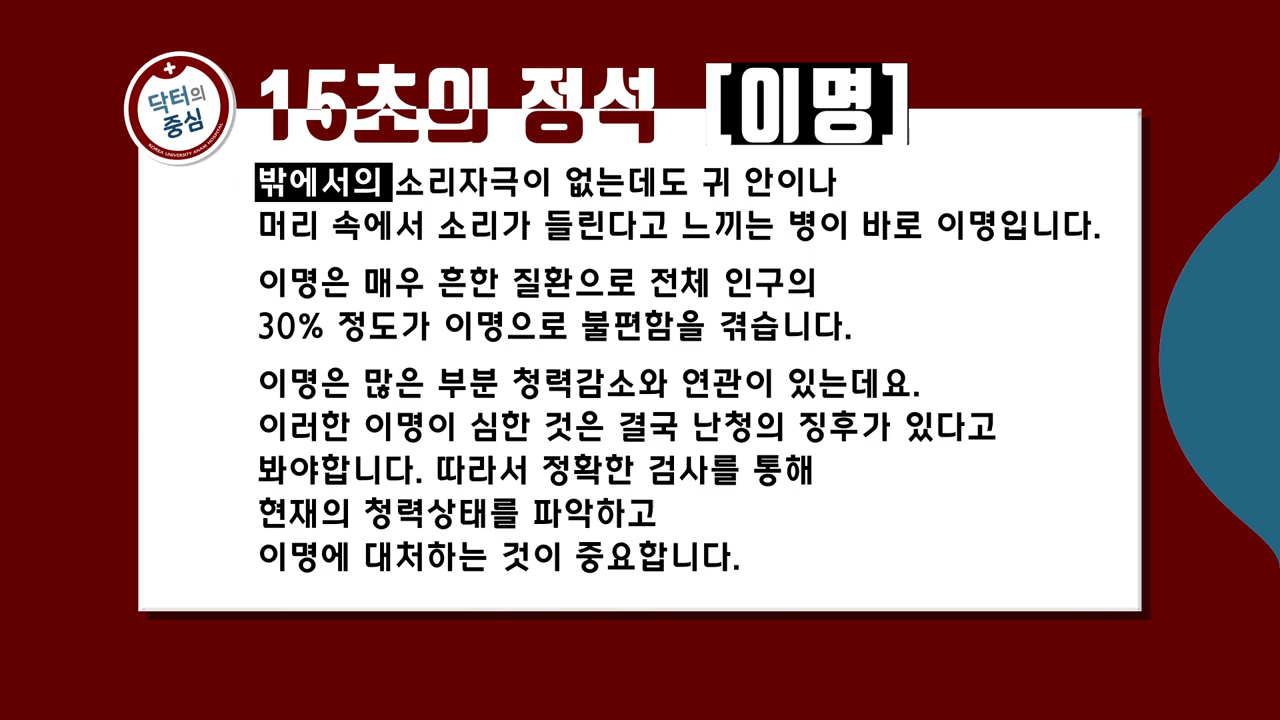 닥터의
중심
KOREA UNIVERSITY ANAM HOSPITAL
15초의 정석 [이명]
밖에서의 소리자극이 없는데도 귀 안이나
머리 속에서 소리가 들린다고 느끼는 병이 바로 이명입니다.
이명은 매우 흔한 질환으로 전체 인구의
30% 정도가 이명으로 불편함을 겪습니다.
이명은 많은 부분 청력감소와 연관이 있는데요.
이러한 이명이 심한 것은 결국 난청의 징후가 있다고
봐야합니다. 따라서 정확한 검사를 통해
현재의 청력상태를 파악하고
이명에 대처하는 것이 중요합니다.